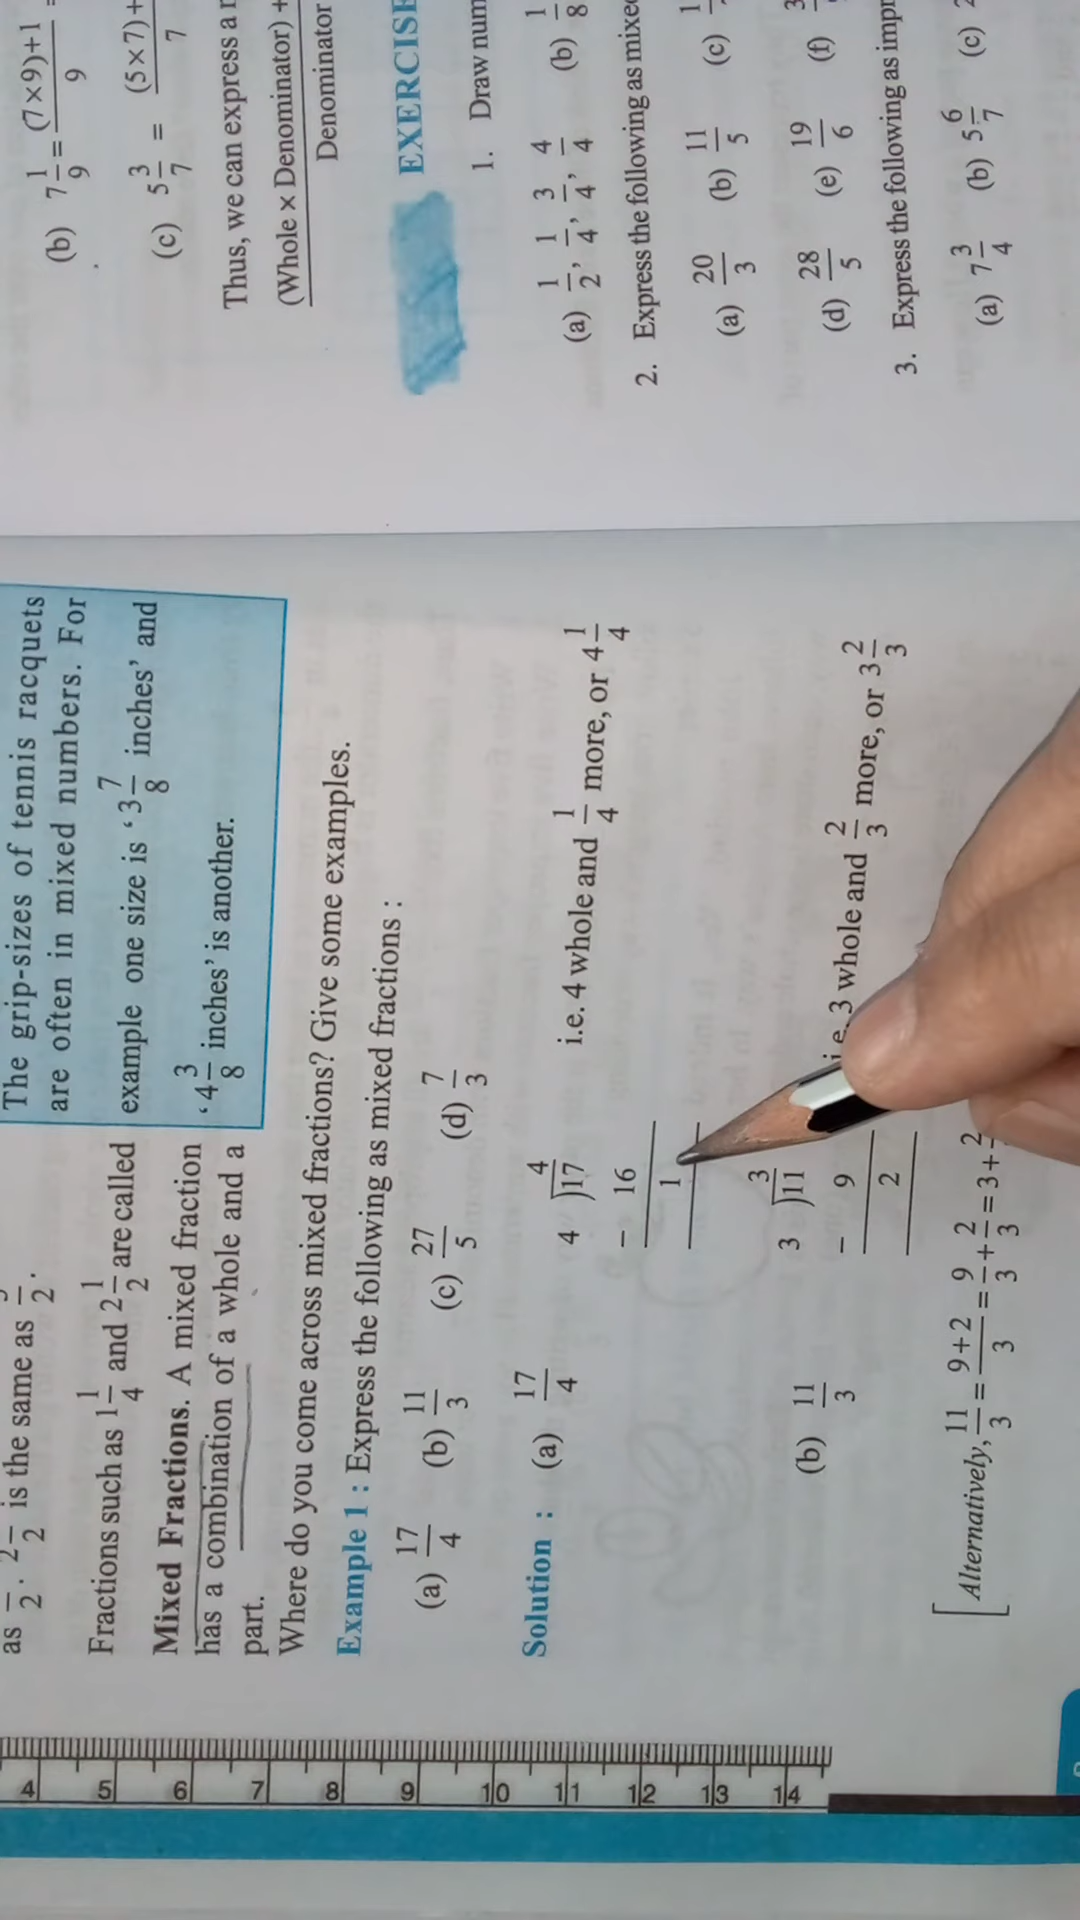 The grip-sizes of tennis racquets
are often in mixed numbers. For
example one size is ‘3 7/8 inches’ and
‘4 3/8 inches’ is another.
as /2 . 2/2 is the same as /2.
Fractions such as 1 1/4 and 2 1/2 are called
Mixed Fractions. A mixed fraction
has a combination of a whole and a
part.
Where do you come across mixed fractions? Give some examples.
Example 1 : Express the following as mixed fractions :
(a) 17/4 (b) 11/3 (c) 27/5 (d) 7/3
Solution : (a) 17/4
4
4 ) 17
– 16
1
i.e. 4 whole and 1/4 more, or 4 1/4
(b) 11/3
3
3 ) 11
– 9
2
i.e. 3 whole and 2/3 more, or 3 2/3
[ Alternatively, 11/3 = 9+2/3 = 9/3 + 2/3 = 3+ 2
4 5 6 7 8 9 10 11 12 13 14
(b) 7 1/9 = (7×9)+1/9 =
(c) 5 3/7 = (5×7)+/7
Thus, we can express a
(Whole × Denominator) +
Denominator
EXERCISE
1. Draw num
(a) 1/2, 1/4, 3/4, 4/4 (b) 1/8
2. Express the following as mixed
(a) 20/3 (b) 11/5 (c) 1
(d) 28/5 (e) 19/6 (f) 3
3. Express the following as impr
(a) 7 3/4 (b) 5 6/7 (c) 2